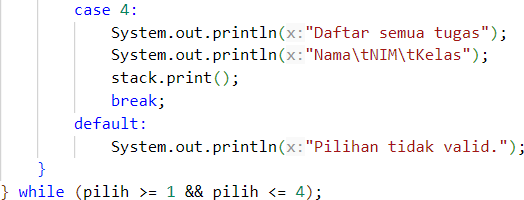 case 4:
System.out.println(x:"Daftar semua tugas");
System.out.println(x:"Nama\tNIM\tKelas");
stack.print();
break;
default:
System.out.println(x:"Pilihan tidak valid.");
}
} while (pilih >= 1 && pilih <= 4);